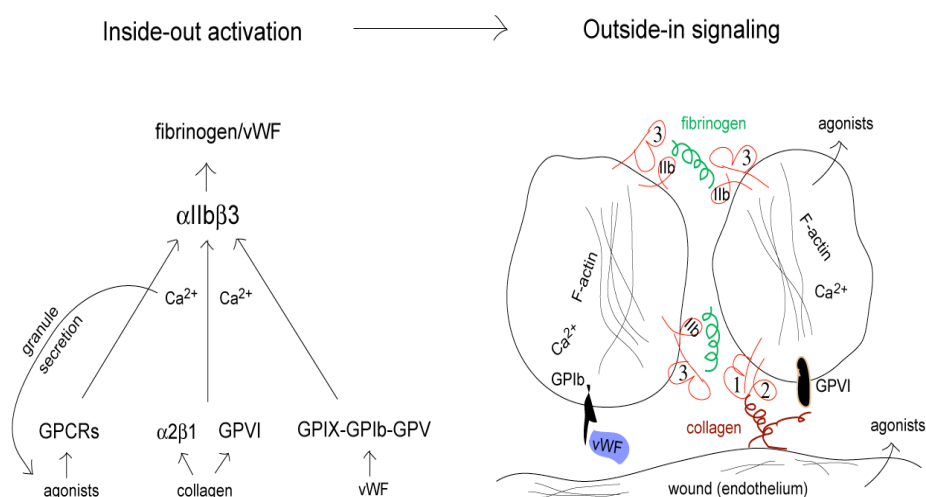 Inside-out activation
Outside-in signaling
fibrinogen/vWF
αIIbβ3
Ca2+
Ca2+
granule
secretion
GPCRs
α2β1
GPVI
GPIX-GPIb-GPV
agonists
collagen
vWF
3
fibrinogen
3
agonists
IIb
IIb
F-actin
F-actin
Ca2+
IIb
Ca2+
GPIb
3
1
2
GPVI
vWF
collagen
agonists
wound (endothelium)